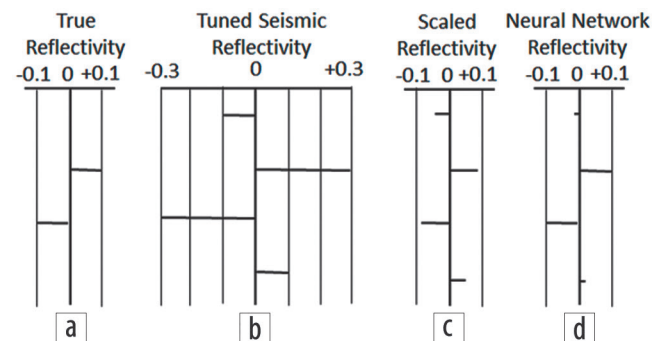 True
Reflectivity
-0.1 0 +0.1
a
Tuned Seismic
Reflectivity
-0.3 0 +0.3
b
Scaled
Reflectivity
-0.1 0 +0.1
c
Neural Network
Reflectivity
-0.1 0 +0.1
d